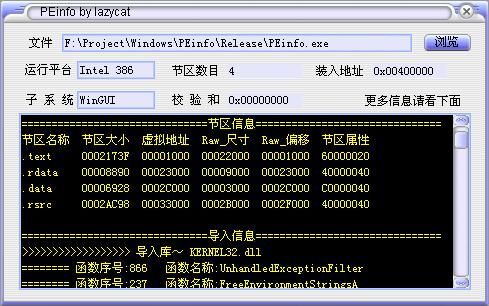 PEinfo by lazycat
文件 F:\Project\Windows\PEinfo\Release\PEinfo.exe 浏览
运行平台 Intel 386 节区数目 4 装入地址 0x00400000
子 系 统 WinGUI 校 验 和 0x00000000 更多信息请看下面
===============================节区信息===============================
节区名称 节区大小 虚拟地址 Raw_尺寸 Raw_偏移 节区属性
.text 0002173F 00001000 00022000 00001000 60000020
.rdata 00008890 00023000 00009000 00023000 40000040
.data 00006928 0002C000 00003000 0002C000 C0000040
.rsrc 0002AC98 00033000 0002B000 0002F000 40000040
===============================导入信息===============================
>>>>>>>>>>>>>>>>>> 导入库～ KERNEL32.dll
======== 函数序号:866 函数名称:UnhandledExceptionFilter
======== 函数序号:237 函数名称:FreeEnvironmentStringsA